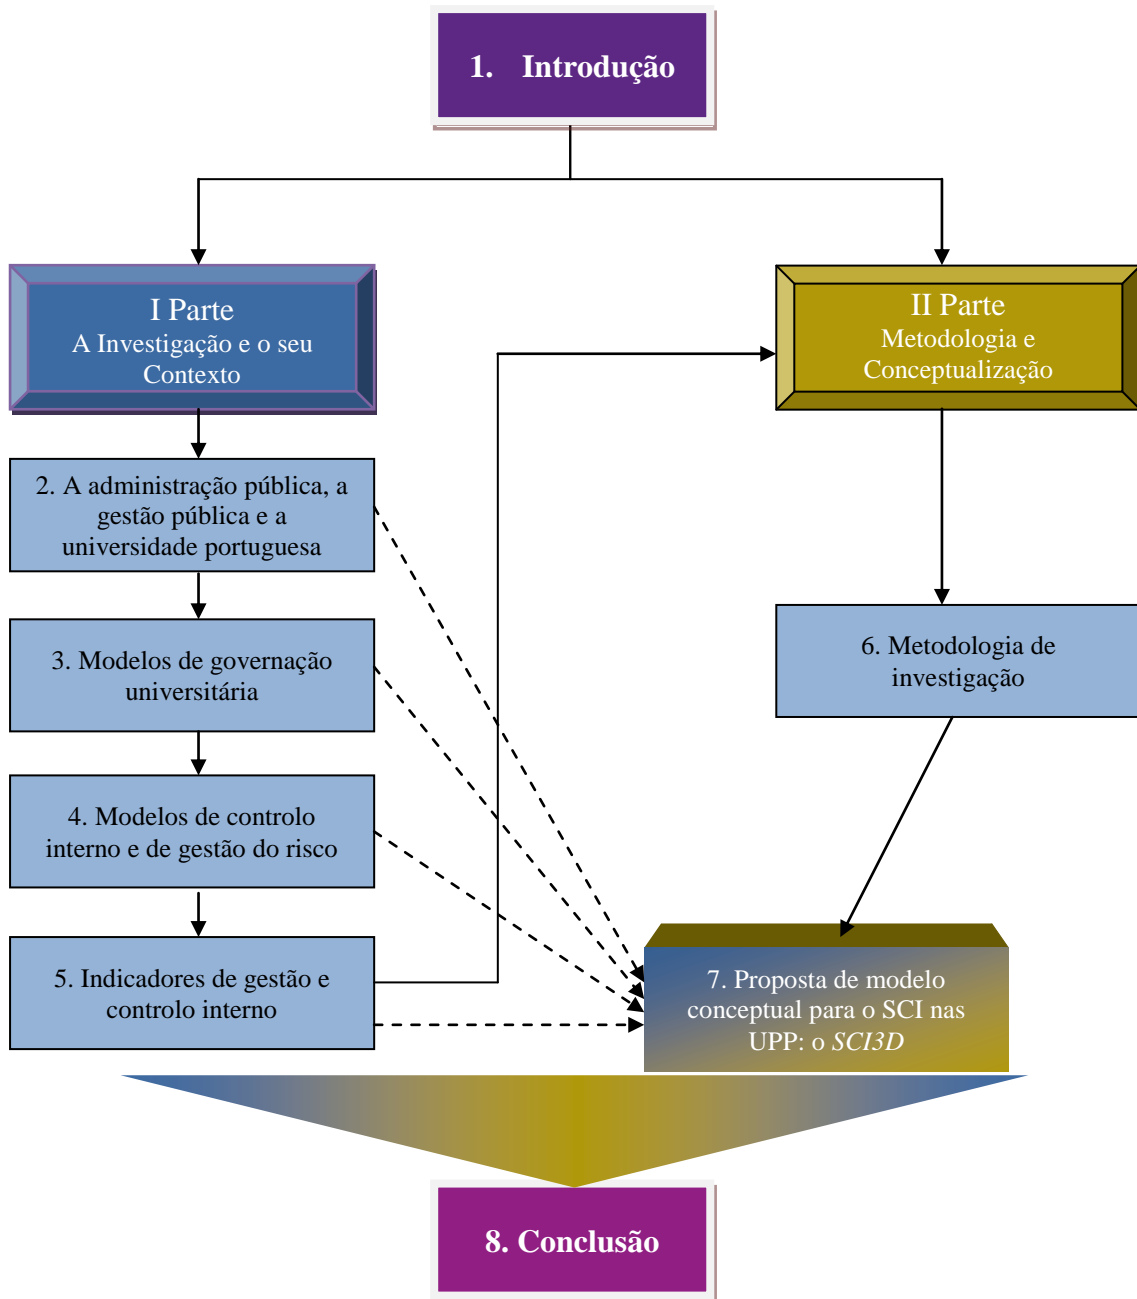 1. Introdução
I Parte
A Investigação e o seu
Contexto
II Parte
Metodologia e
Conceptualização
2. A administração pública, a
gestão pública e a
universidade portuguesa
3. Modelos de governação
universitária
6. Metodologia de
investigação
4. Modelos de controlo
interno e de gestão do risco
5. Indicadores de gestão e
controlo interno
7. Proposta de modelo
conceptual para o SCI nas
UPP: o SCI3D
8. Conclusão